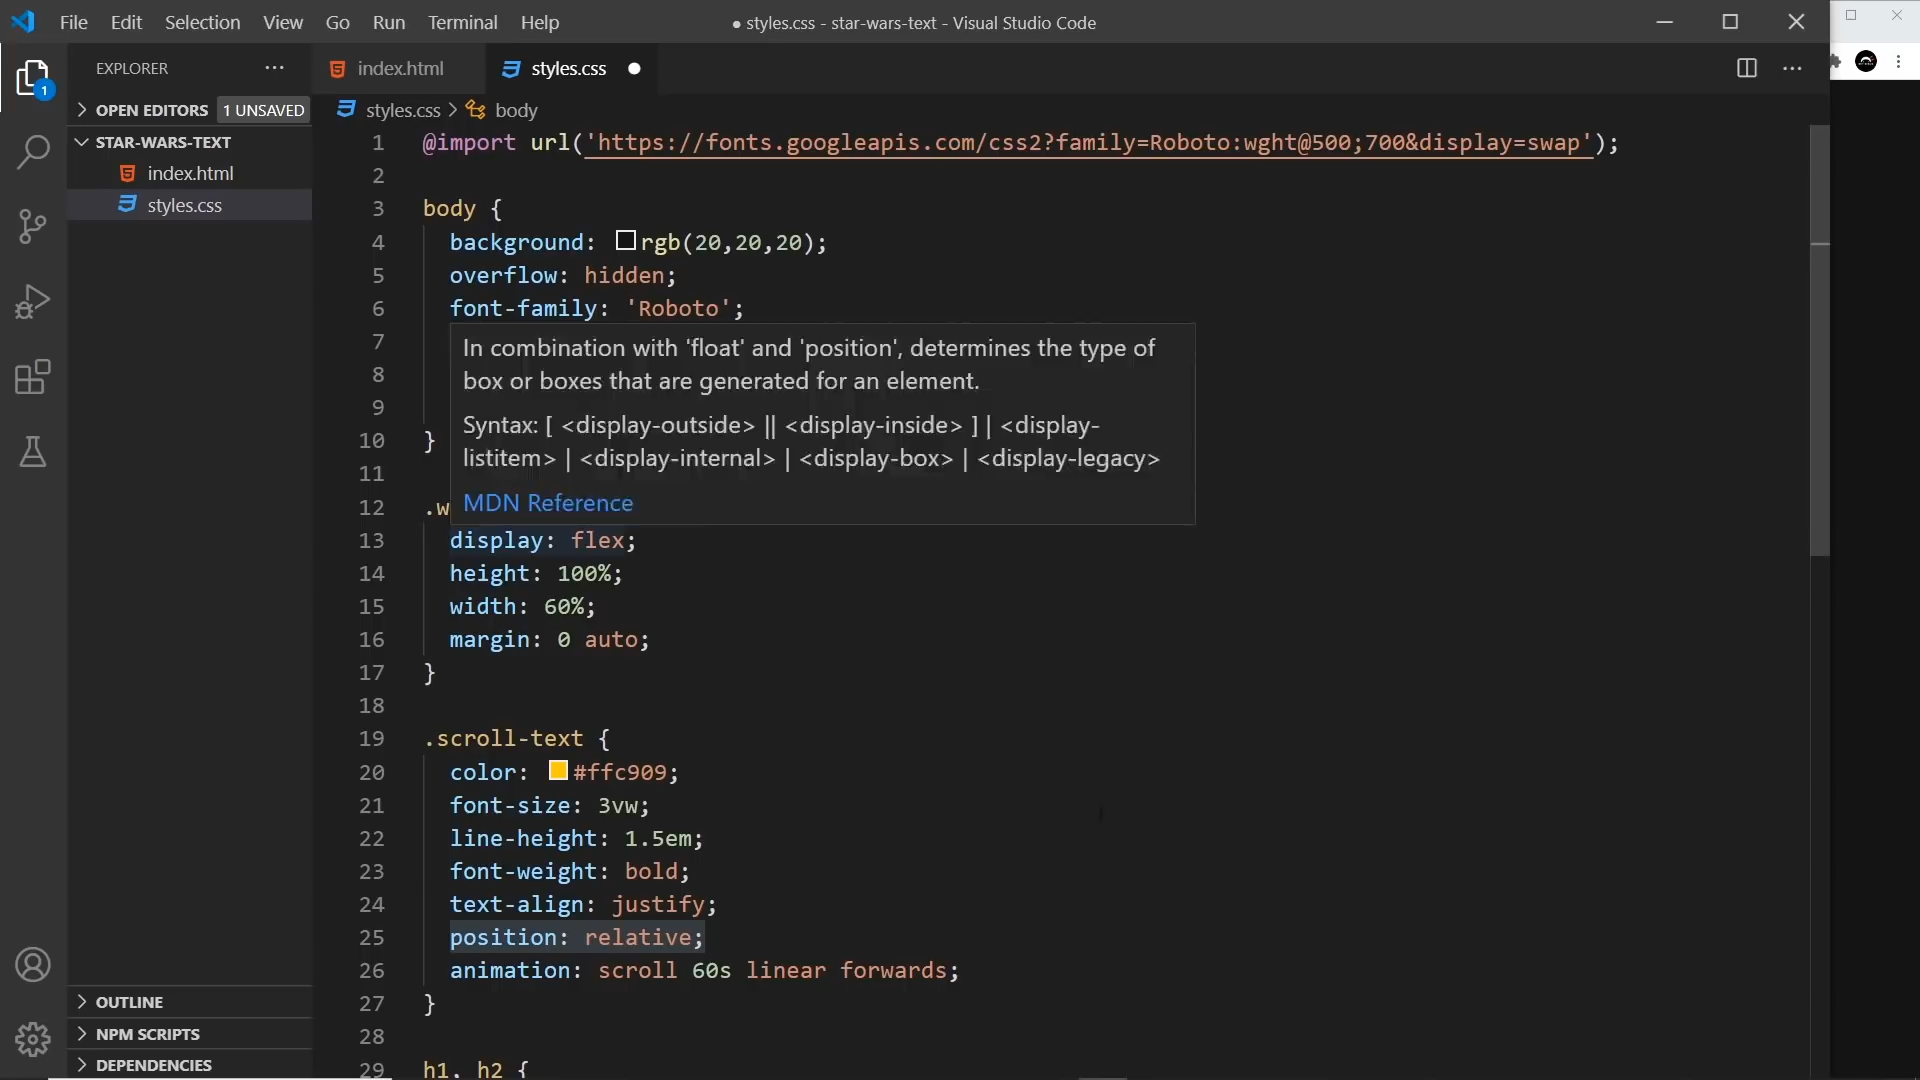 File Edit Selection View Go Run Terminal Help
● styles.css - star-wars-text - Visual Studio Code
EXPLORER
index.html
styles.css
1
OPEN EDITORS 1 UNSAVED
STAR-WARS-TEXT
index.html
styles.css
OUTLINE
NPM SCRIPTS
DEPENDENCIES
styles.css > body
1 @import url('https://fonts.googleapis.com/css2?family=Roboto:wght@500;700&display=swap');
2
3 body {
4 background: rgb(20,20,20);
5 overflow: hidden;
6 font-family: 'Roboto';
7
8
9
10 }
11
In combination with 'float' and 'position', determines the type of
box or boxes that are generated for an element.
Syntax: [ <display-outside> || <display-inside> ] | <display-
listitem> | <display-internal> | <display-box> | <display-legacy>
MDN Reference
12 .w
13 display: flex;
14 height: 100%;
15 width: 60%;
16 margin: 0 auto;
17 }
18
19 .scroll-text {
20 color: #ffc909;
21 font-size: 3vw;
22 line-height: 1.5em;
23 font-weight: bold;
24 text-align: justify;
25 position: relative;
26 animation: scroll 60s linear forwards;
27 }
28
29 h1, h2 {